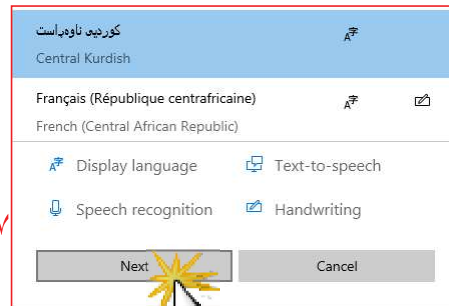 کوردیی ناوەڕاست
Central Kurdish
Français (République centrafricaine)
French (Central African Republic)
Display language Text-to-speech
Speech recognition Handwriting
Next Cancel